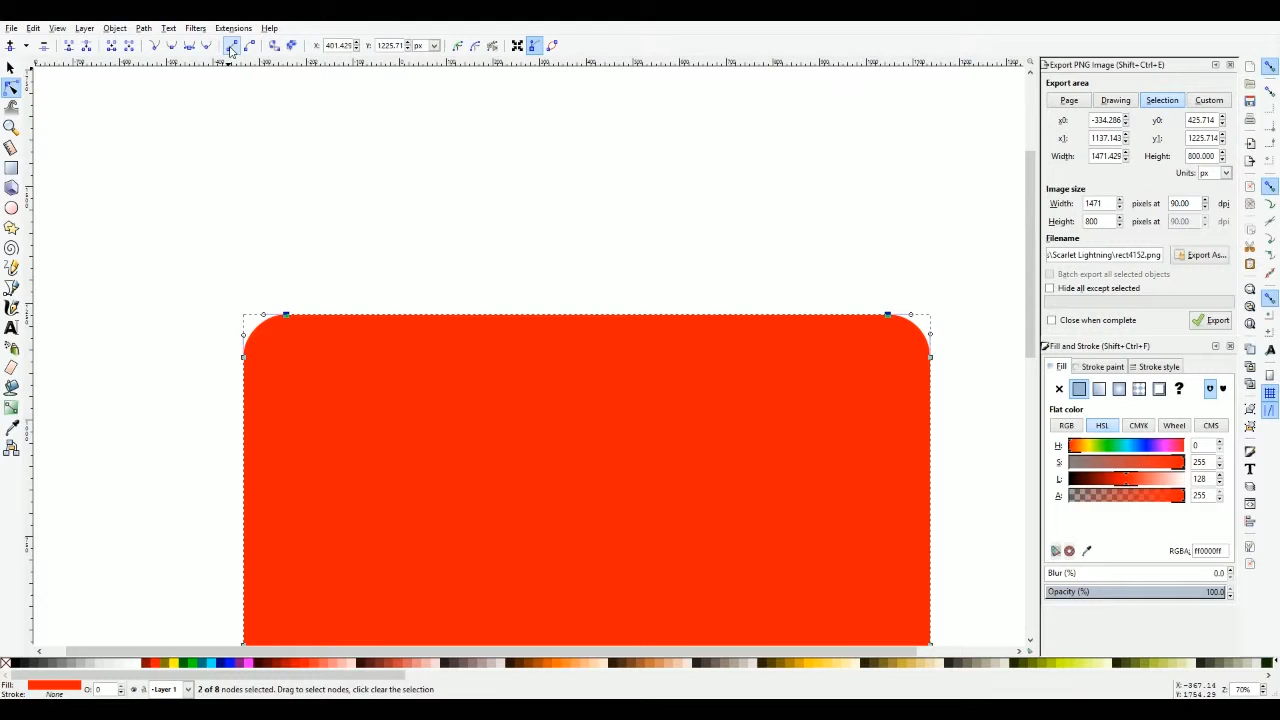 File Edit View Layer Object Path Text Filters Extensions Help
X: 401.429 Y: 1225.71 px
Export PNG Image (Shift+Ctrl+E)
Export area
Page Drawing Selection Custom
x0: -334.286 y0: 425.714
x1: 1137.143 y1: 1225.714
Width: 1471.429 Height: 800.000
Units: px
Image size
Width: 1471 pixels at 90.00 dpi
Height: 800 pixels at 90.00 dpi
Filename
s\Scarlet Lightning\rect4152.png Export As...
Batch export all selected objects
Hide all except selected
Close when complete Export
Fill and Stroke (Shift+Ctrl+F)
Fill Stroke paint Stroke style
?
Flat color
RGB HSL CMYK Wheel CMS
H: 0
S: 255
L: 128
A: 255
RGBA: ff0000ff
Blur (%) 0.0
Opacity (%) 100.0
Fill: O: 0 Layer 1 2 of 8 nodes selected. Drag to select nodes, click clear the selection X: -367.14 Z: 70%
Stroke: None Y: 1754.29